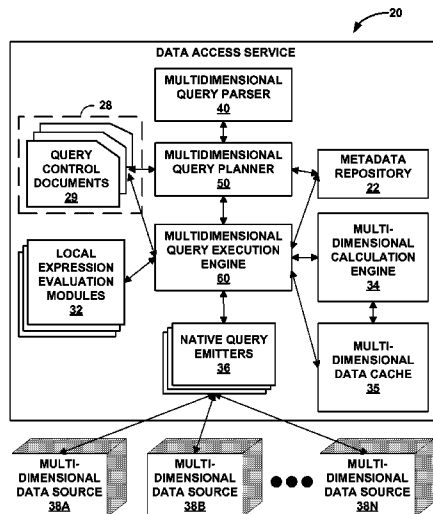 20
DATA ACCESS SERVICE
28
MULTIDIMENSIONAL
QUERY PARSER
40
QUERY
CONTROL
DOCUMENTS
29
MULTIDIMENSIONAL
QUERY PLANNER
50
METADATA
REPOSITORY
22
LOCAL
EXPRESSION
EVALUATION
MODULES
32
MULTIDIMENSIONAL
QUERY EXECUTION
ENGINE
60
MULTI-
DIMENSIONAL
CALCULATION
ENGINE
34
NATIVE QUERY
EMITTERS
36
MULTI-
DIMENSIONAL
DATA CACHE
35
MULTI-
DIMENSIONAL
DATA SOURCE
38A
MULTI-
DIMENSIONAL
DATA SOURCE
38B
MULTI-
DIMENSIONAL
DATA SOURCE
38N